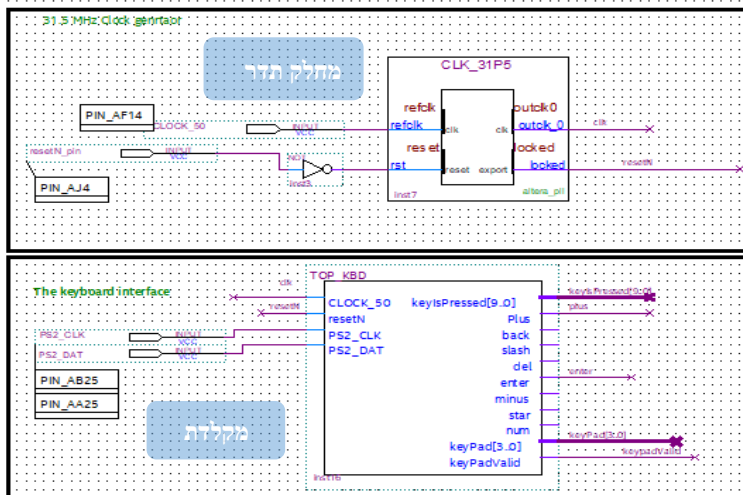 31.5 MHz Clock genrtaor
מחלק תדר
CLK_31P5
PIN_AF14
CLOCK_50
INPUT
VCC
refclk
outclk0
refclk
clk
clk
outclk_0
clk
resetN_pin
INPUT
VCC
NOT
inst3
reset
locked
rst
reset
export
locked
resetN
PIN_AJ4
inst7
altera_pll
The keyboard interface
TOP_KBD
clk
CLOCK_50
keyIsPressed[9..0]
keyIsPressed[9..0]
resetN
resetN
Plus
plus
PS2_CLK
INPUT
VCC
PS2_CLK
back
PS2_DAT
INPUT
VCC
PS2_DAT
slash
del
PIN_AB25
enter
enter
PIN_AA25
minus
star
מקלדת
num
keyPad[3..0]
keyPad[3..0]
keyPadValid
keypadValid
inst16